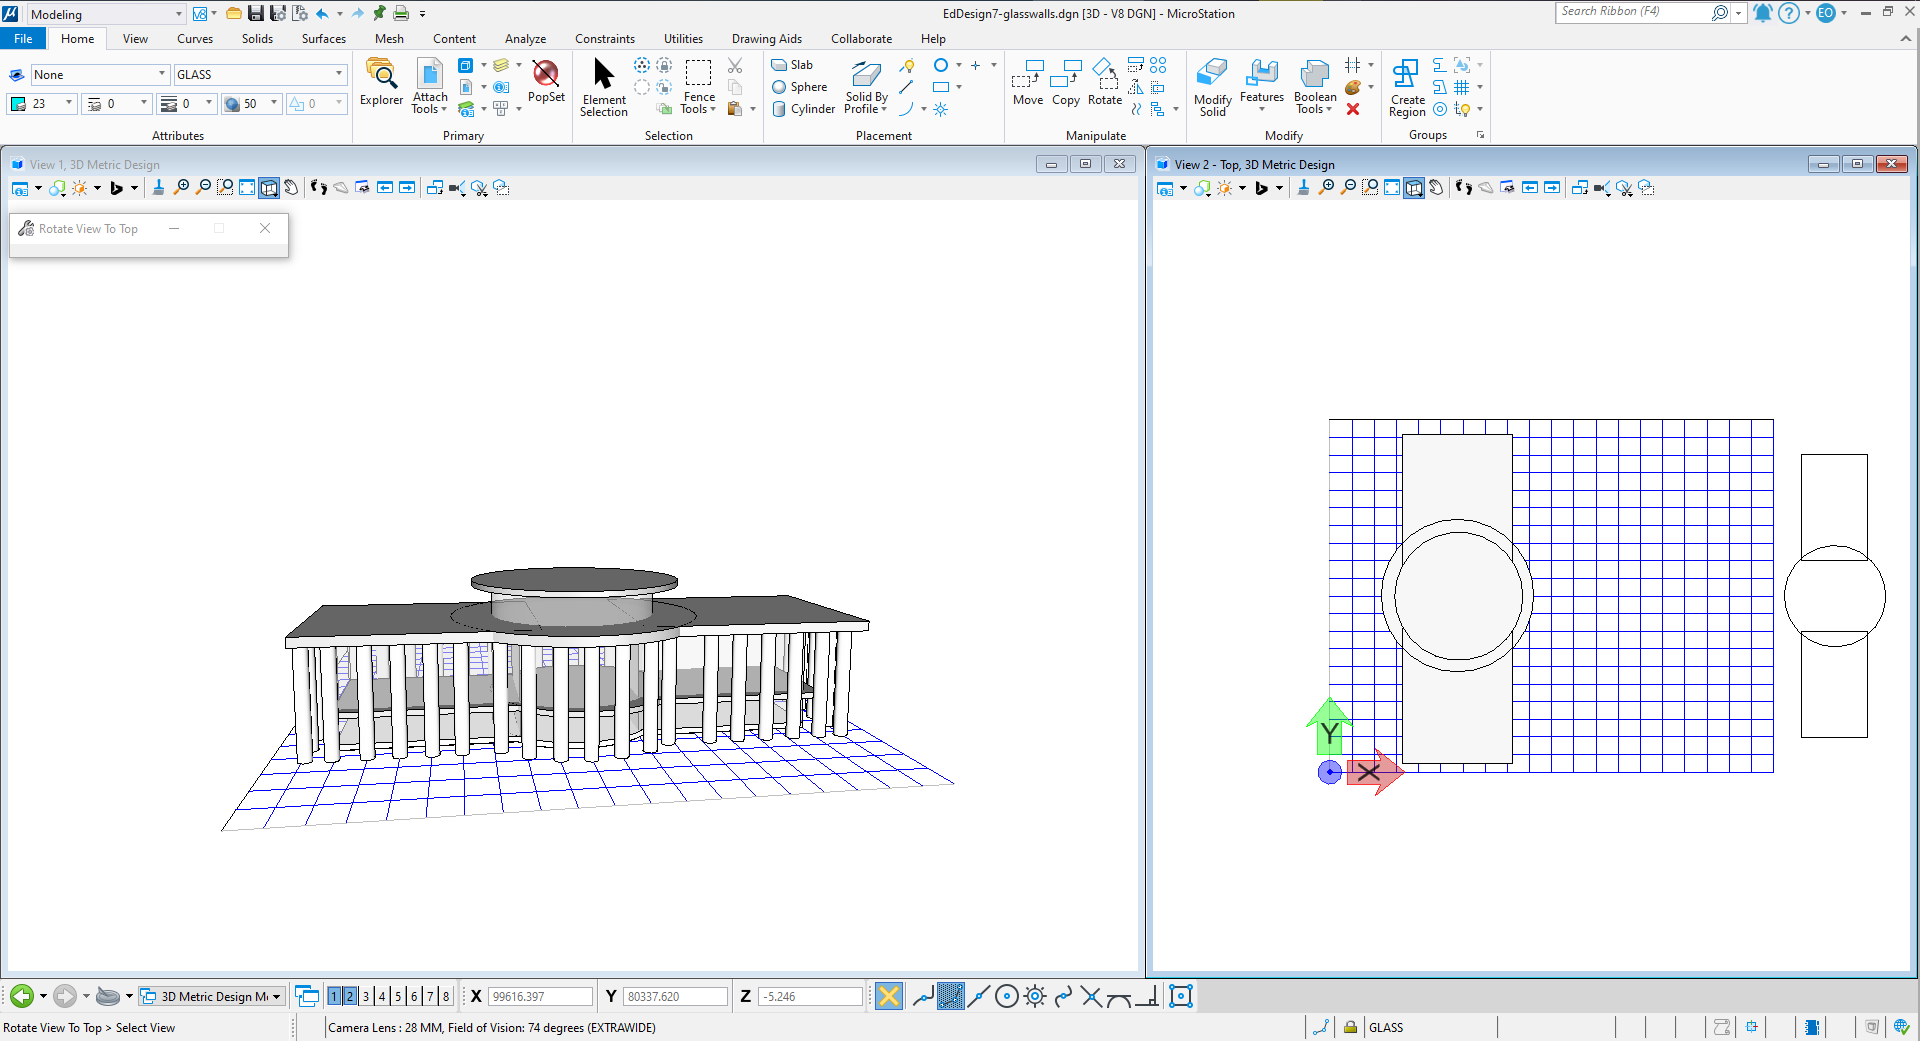 Modeling
EdDesign7-glasswalls.dgn [3D - V8 DGN] - MicroStation
Search Ribbon (F4)
EO
File Home View Curves Solids Surfaces Mesh Content Analyze Constraints Utilities Drawing Aids Collaborate Help
None GLASS
23 0 0 50 0
Attributes
Explorer
Attach Tools
PopSet
Primary
Element Selection
Fence Tools
Selection
Slab
Sphere
Cylinder
Solid By Profile
Placement
Move Copy Rotate
Manipulate
Modify Solid
Features
Boolean Tools
Modify
Create Region
Groups
View 1, 3D Metric Design
Rotate View To Top
View 2 - Top, 3D Metric Design
Y
X
3D Metric Design Mo
1 2 3 4 5 6 7 8
X 99616.397 Y 80337.620 Z -5.246
Rotate View To Top > Select View
Camera Lens : 28 MM, Field of Vision: 74 degrees (EXTRAWIDE)
GLASS